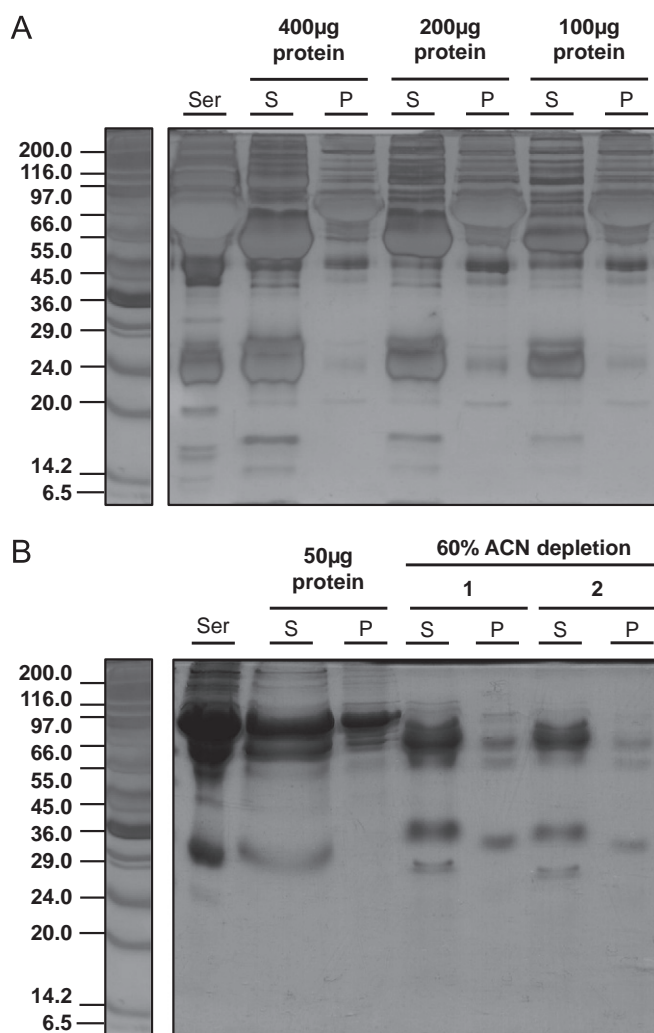 A
400µg protein
200µg protein
100µg protein
Ser
S
P
S
P
S
P
200.0
116.0
97.0
66.0
55.0
45.0
36.0
29.0
24.0
20.0
14.2
6.5
B
50µg protein
60% ACN depletion
1
2
Ser
S
P
S
P
S
P
200.0
116.0
97.0
66.0
55.0
45.0
36.0
29.0
24.0
20.0
14.2
6.5